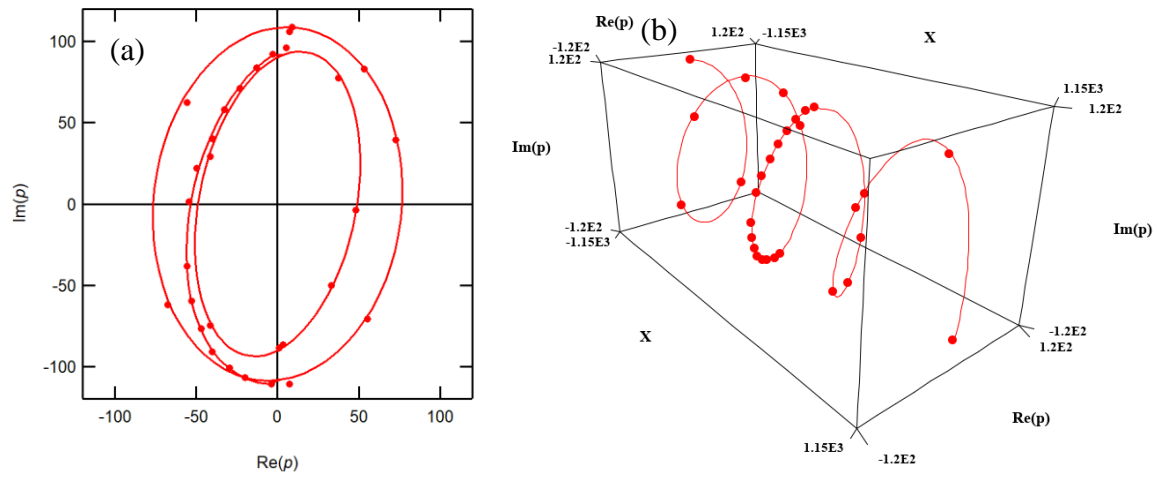 (a)
100
50
0
-50
-100
Im(p)
-100
-50
0
50
100
Re(p)
(b)
Re(p)
-1.2E2
1.2E2
1.2E2
-1.15E3
X
1.15E3
1.2E2
Im(p)
Im(p)
-1.2E2
-1.15E3
X
-1.2E2
1.2E2
Re(p)
1.15E3
-1.2E2